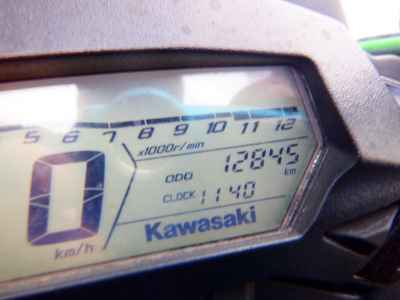 5 6 7 8 9 10 11 12
x1000r/min
0 km/h
ODO 12845 km
CLOCK 11:40
Kawasaki